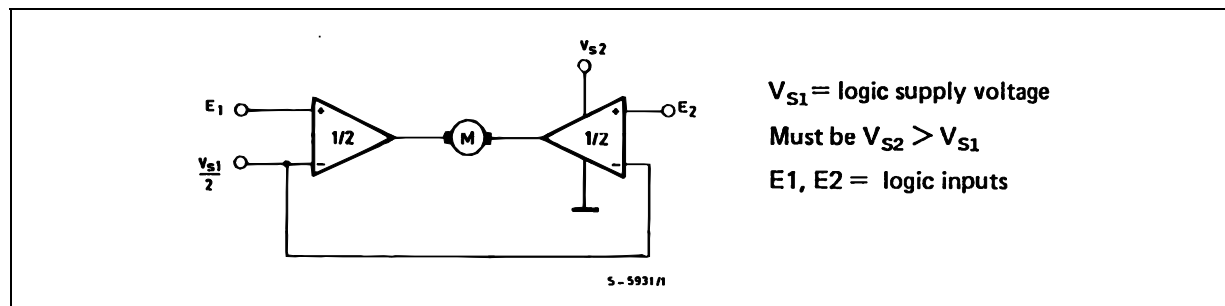 Vs2
E1
+
1/2
-
M
+
1/2
-
E2
Vs1
2
S-5931/1
VS1 = logic supply voltage
Must be VS2 > VS1
E1, E2 = logic inputs